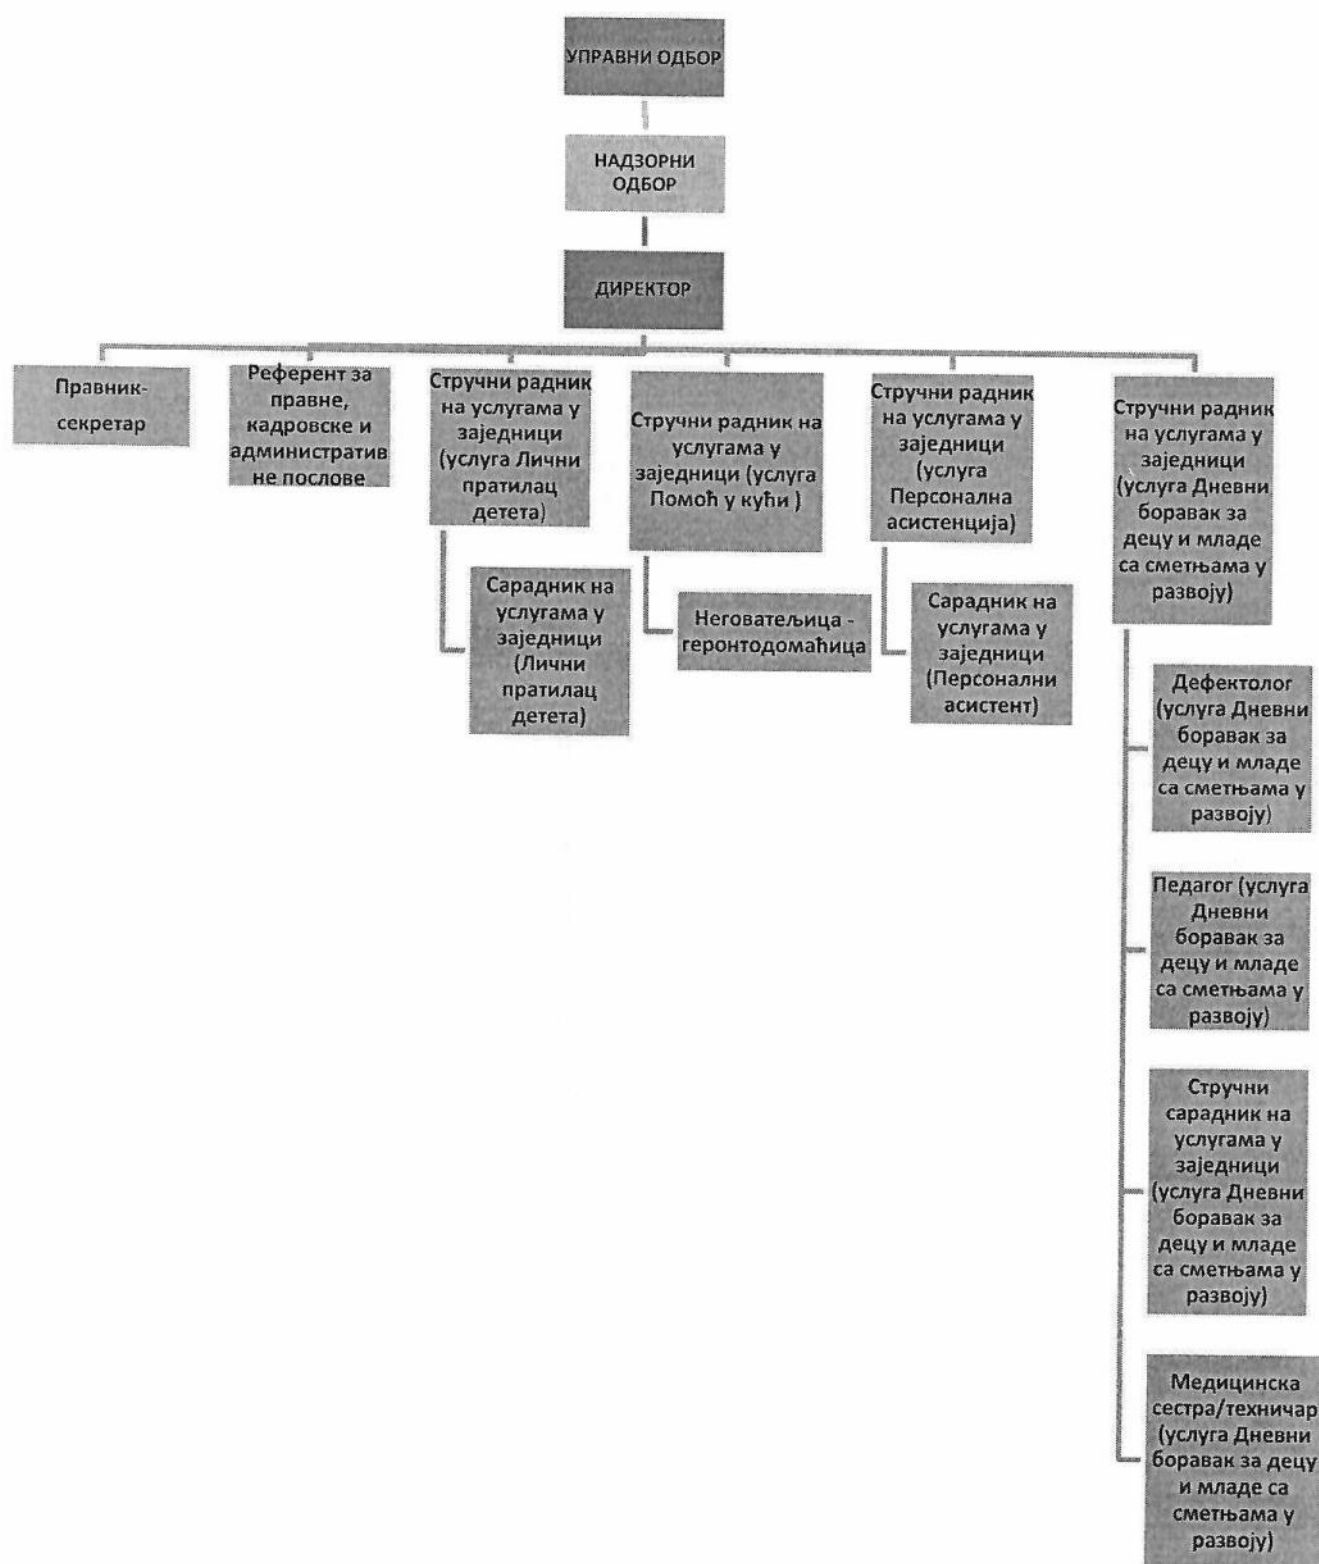 УПРАВНИ ОДБОР
НАДЗОРНИ
ОДБОР
ДИРЕКТОР
Правник-
секретар
Референт за
правне,
кадровске и
административ
не послове
Стручни радник
на услугама у
заједници
(услуга Лични
пратилац
детета)
Стручни радник на
услугама у
заједници (услуга
Помоћ у кући )
Стручни радник
на услугама у
заједници
(услуга
Персонална
асистенција)
Стручни радник
на услугама у
заједници
(услуга Дневни
боравак за
децу и младе
са сметњама у
развоју)
Сарадник на
услугама у
заједници
(Лични
пратилац
детета)
Неговатељица -
геронтодомаћица
Сарадник на
услугама у
заједници
(Персонални
асистент)
Дефектолог
(услуга Дневни
боравак за
децу и младе
са сметњама у
развоју)
Педагог (услуга
Дневни
боравак за
децу и младе
са сметњама у
развоју)
Стручни
сарадник на
услугама у
заједници
(услуга Дневни
боравак за
децу и младе
са сметњама у
развоју)
Медицинска
сестра/техничар
(услуга Дневни
боравак за децу
и младе са
сметњама у
развоју)